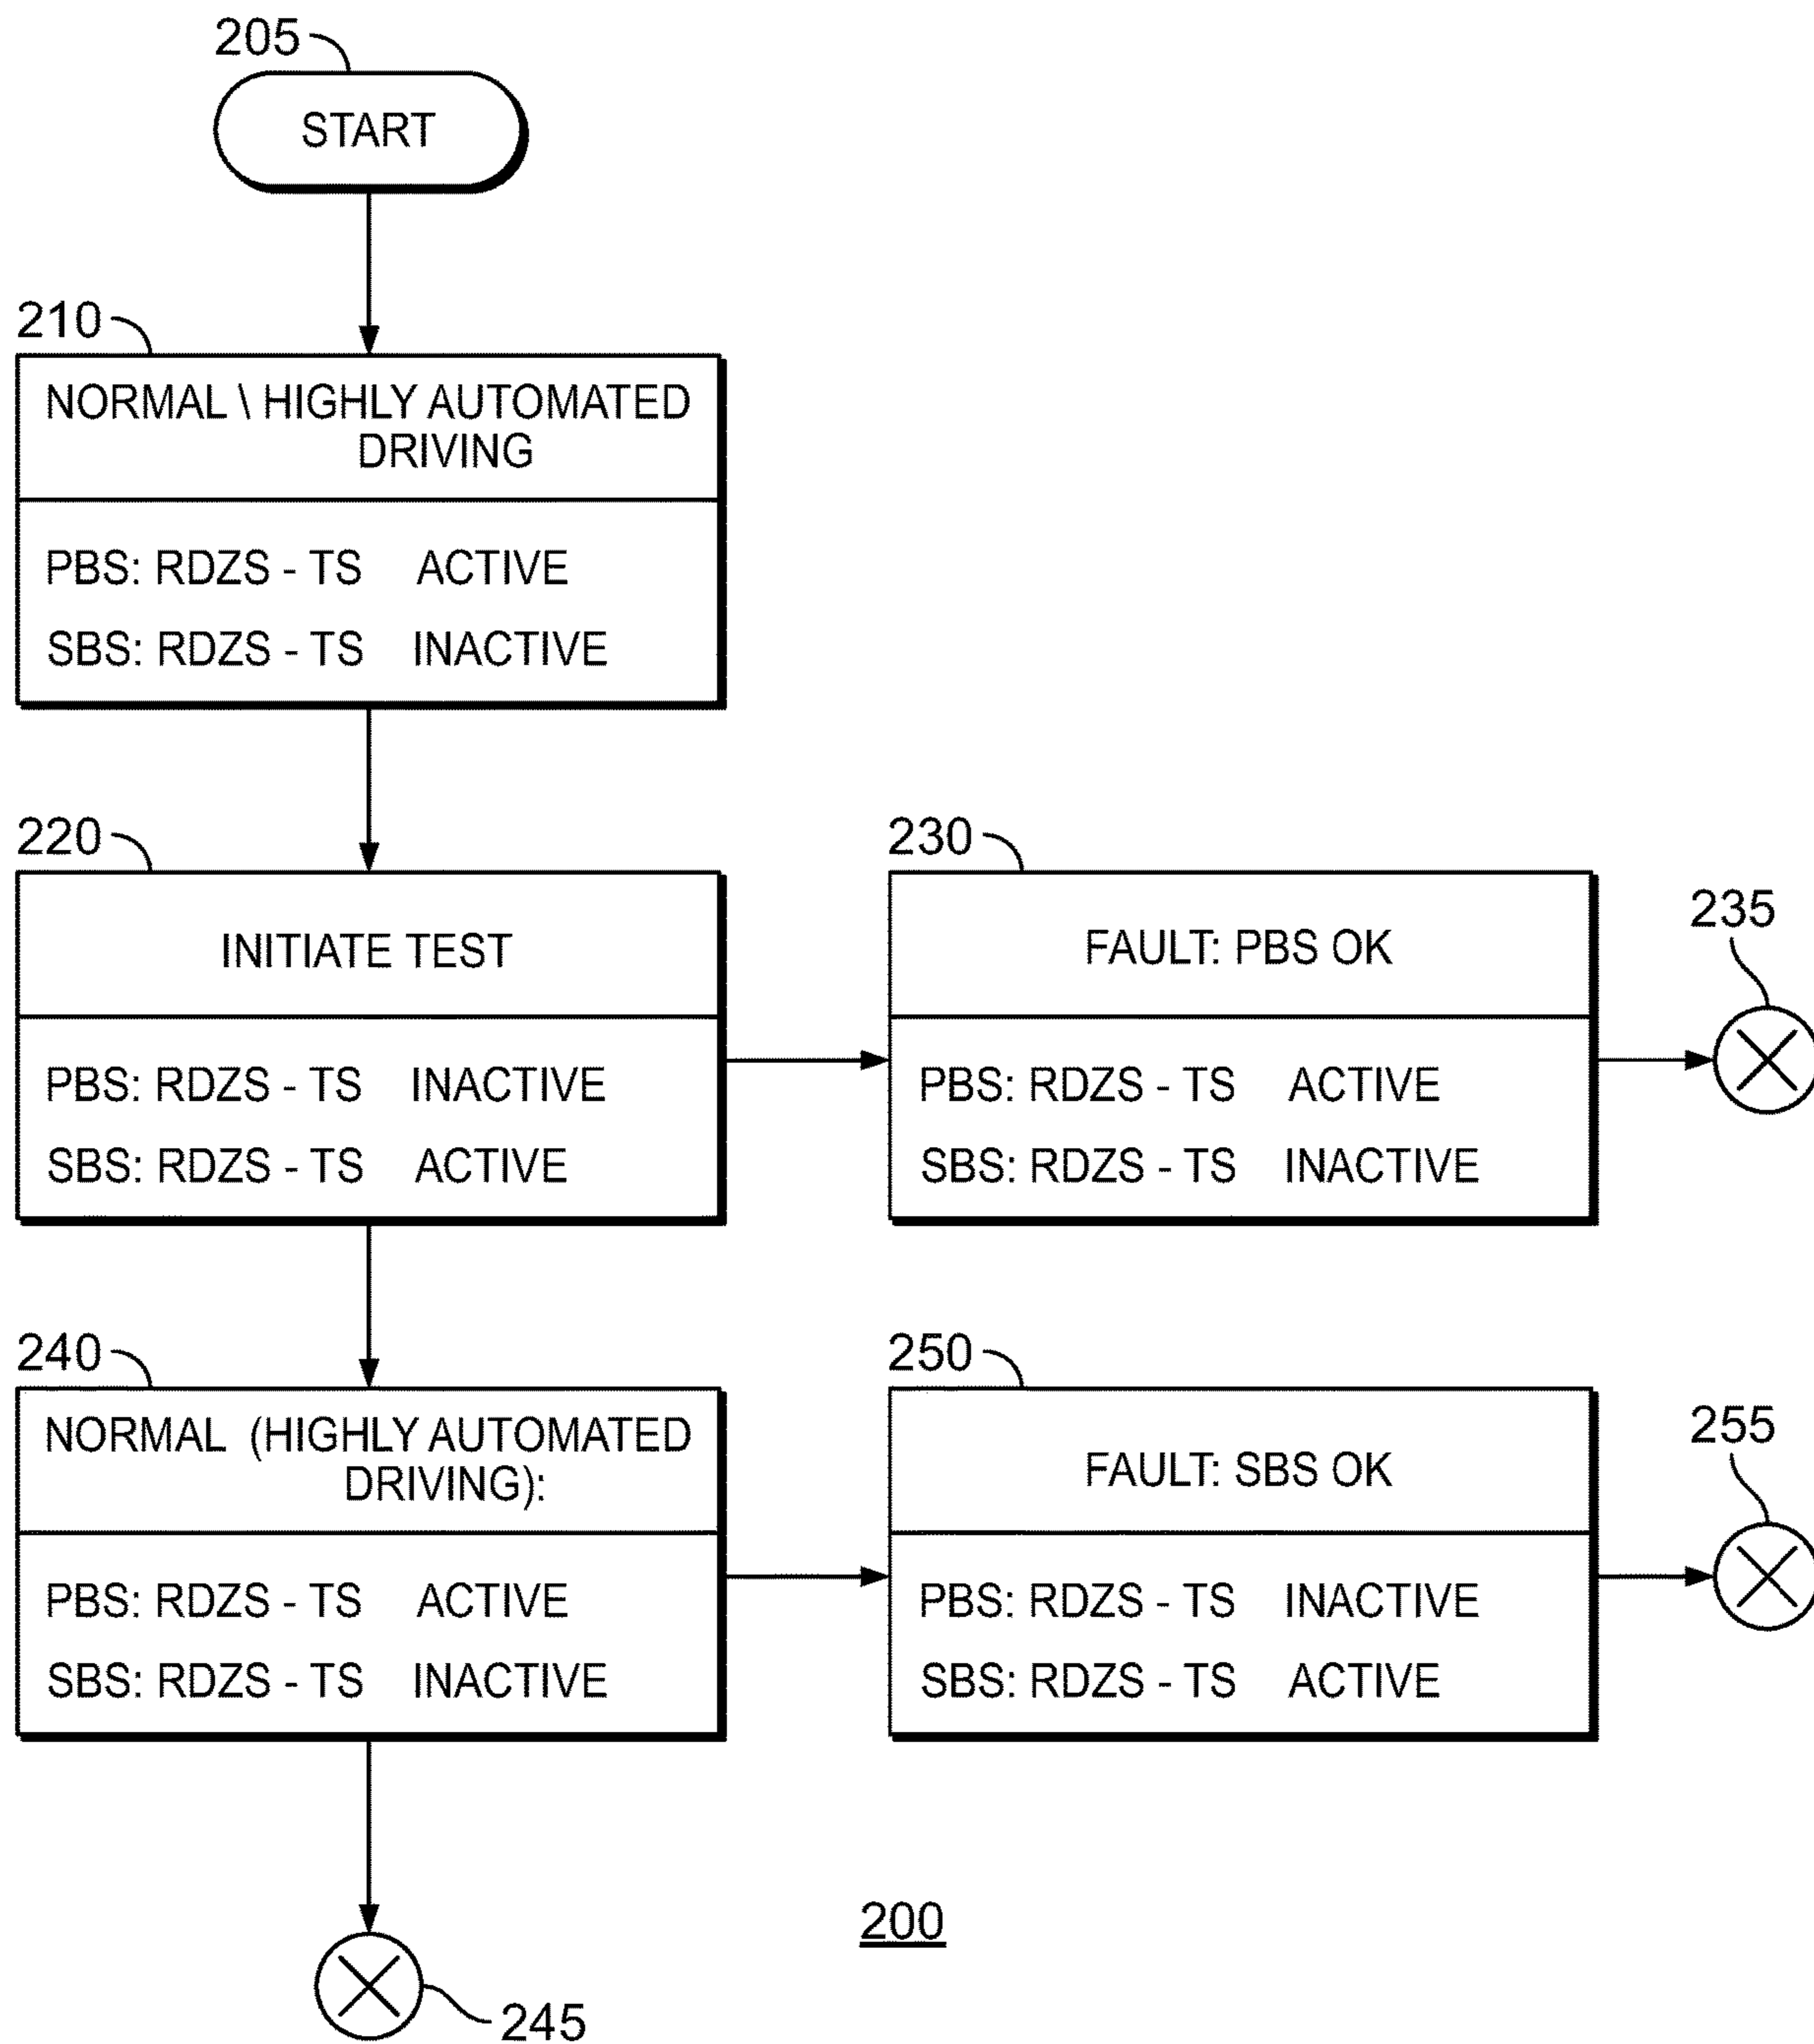 205
START
210
NORMAL \ HIGHLY AUTOMATED
DRIVING
PBS: RDZS - TS ACTIVE
SBS: RDZS - TS INACTIVE
220
INITIATE TEST
PBS: RDZS - TS INACTIVE
SBS: RDZS - TS ACTIVE
230
FAULT: PBS OK
PBS: RDZS - TS ACTIVE
SBS: RDZS - TS INACTIVE
235
240
NORMAL (HIGHLY AUTOMATED
DRIVING):
PBS: RDZS - TS ACTIVE
SBS: RDZS - TS INACTIVE
250
FAULT: SBS OK
PBS: RDZS - TS INACTIVE
SBS: RDZS - TS ACTIVE
255
200
245